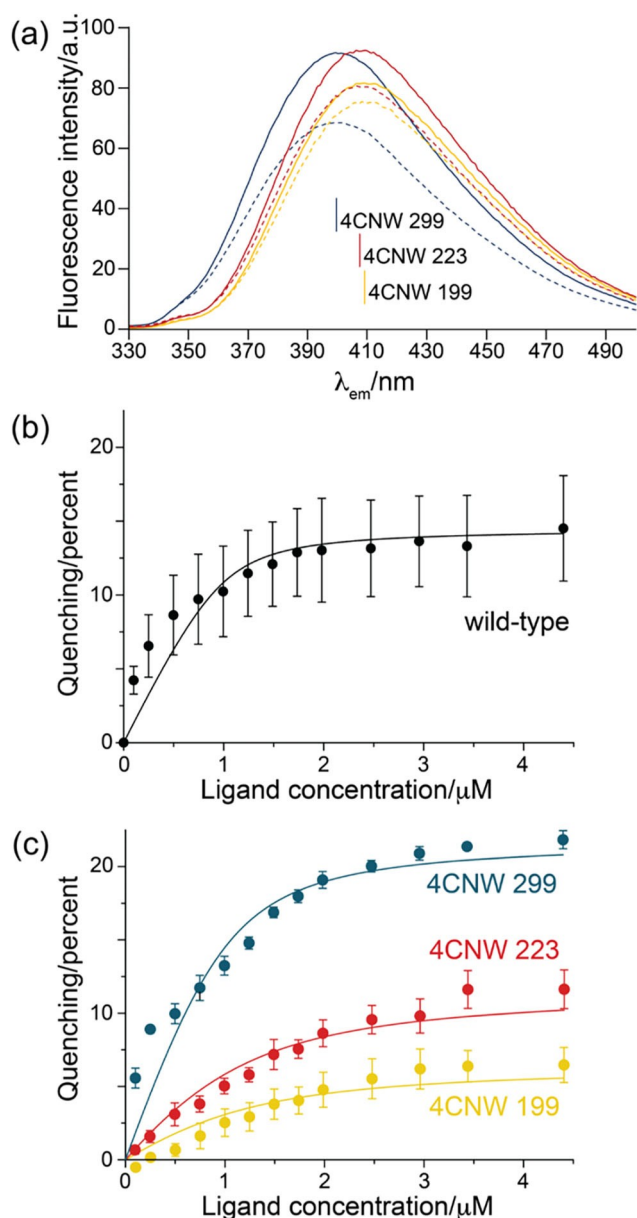 (a)
Fluorescence intensity/a.u.
100
80
60
40
20
0
4CNW 299
4CNW 223
4CNW 199
330 350 370 390 410 430 450 470 490
λem/nm
(b)
Quenching/percent
20
10
0
wild-type
0 1 2 3 4
Ligand concentration/µM
(c)
Quenching/percent
20
10
0
4CNW 299
4CNW 223
4CNW 199
0 1 2 3 4
Ligand concentration/µM